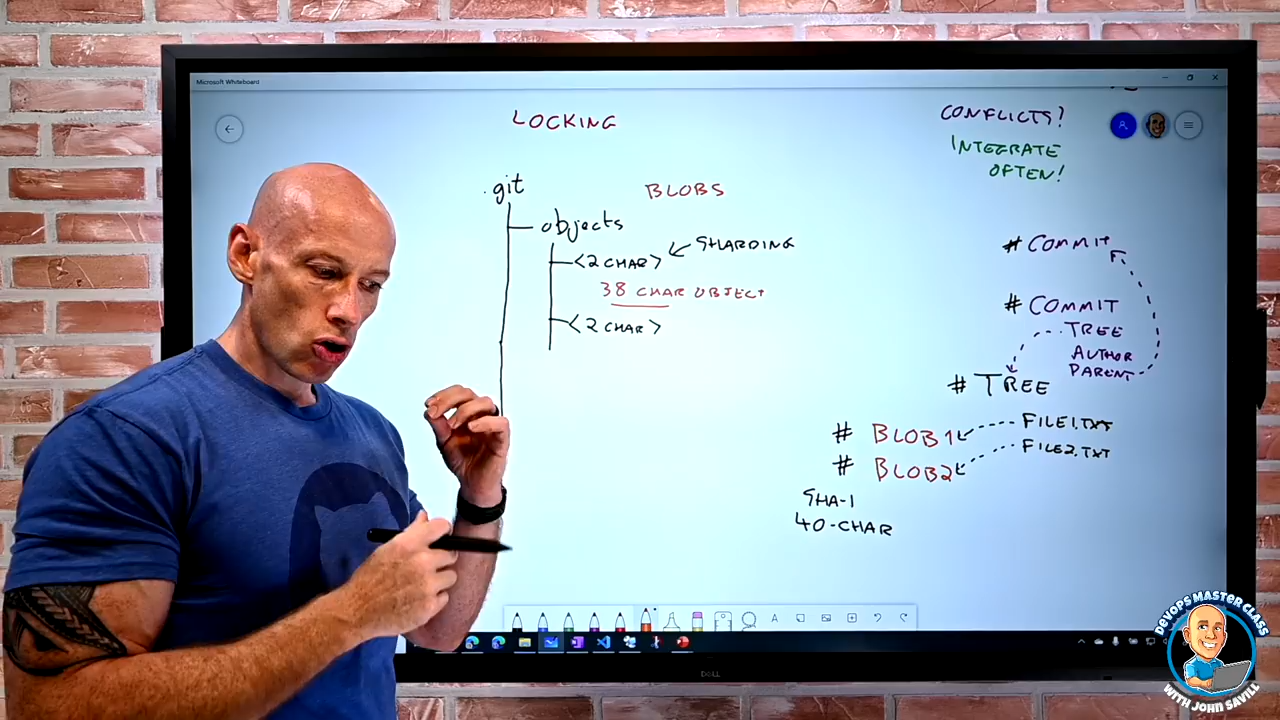 Microsoft Whiteboard
LOCKING
CONFLICTS?
INTEGRATE
OFTEN!
.git
BLOBS
objects
<2 CHAR>
SHARDING
38 CHAR OBJECT
<2 CHAR>
# COMMIT
# COMMIT
TREE
AUTHOR
PARENT
# TREE
# BLOB1
FILE1.TXT
# BLOB2
FILE2.TXT
SHA-1
40-CHAR
A
DELL
DEVOPS MASTER CLASS
WITH JOHN SAVILL